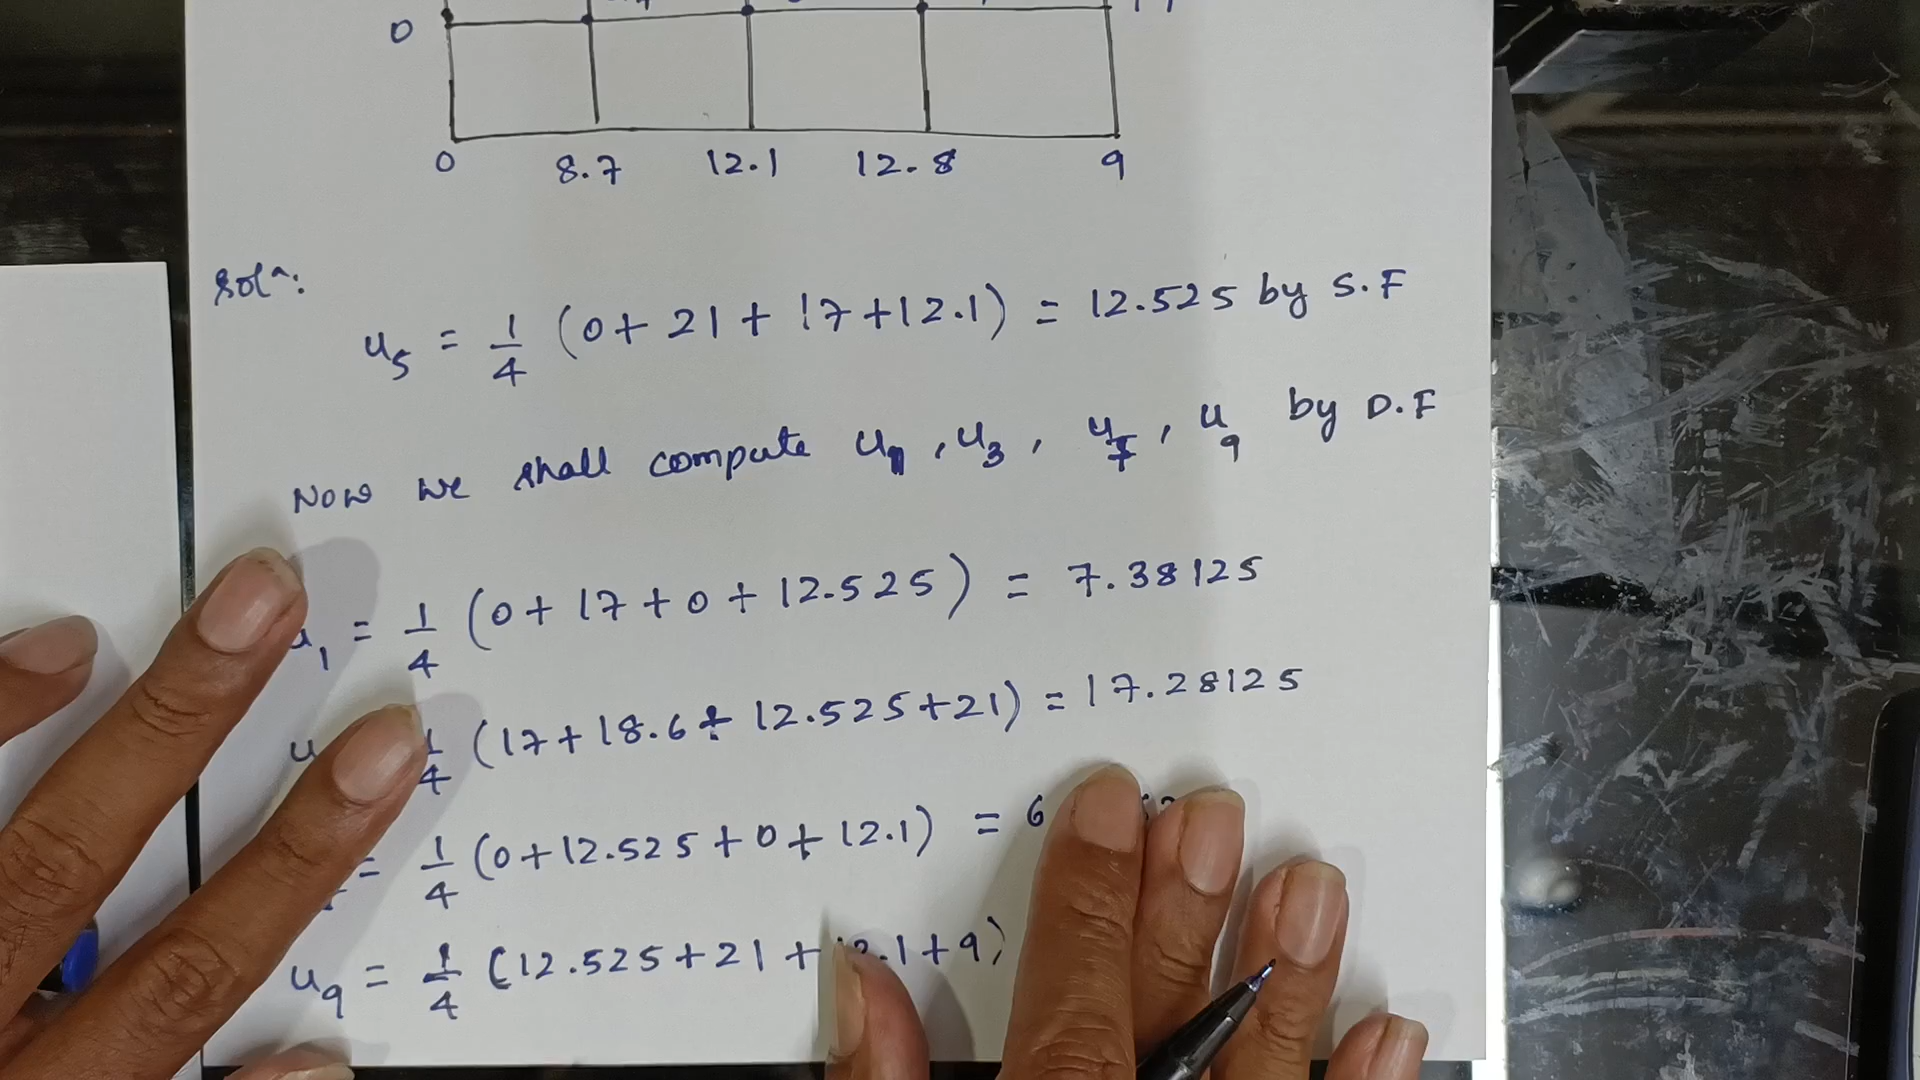 0
0 8.7 12.1 12.8 9
Soln:
u5 = 1/4 (0 + 21 + 17 + 12.1) = 12.525 by S.F
Now we shall compute u1, u3, u7, u9 by D.F
u1 = 1/4 (0 + 17 + 0 + 12.525) = 7.38125
u 1/4 (17 + 18.6 + 12.525 + 21) = 17.28125
= 1/4 (0 + 12.525 + 0 + 12.1) = 6
u9 = 1/4 (12.525 + 21 + 12.1 + 9)